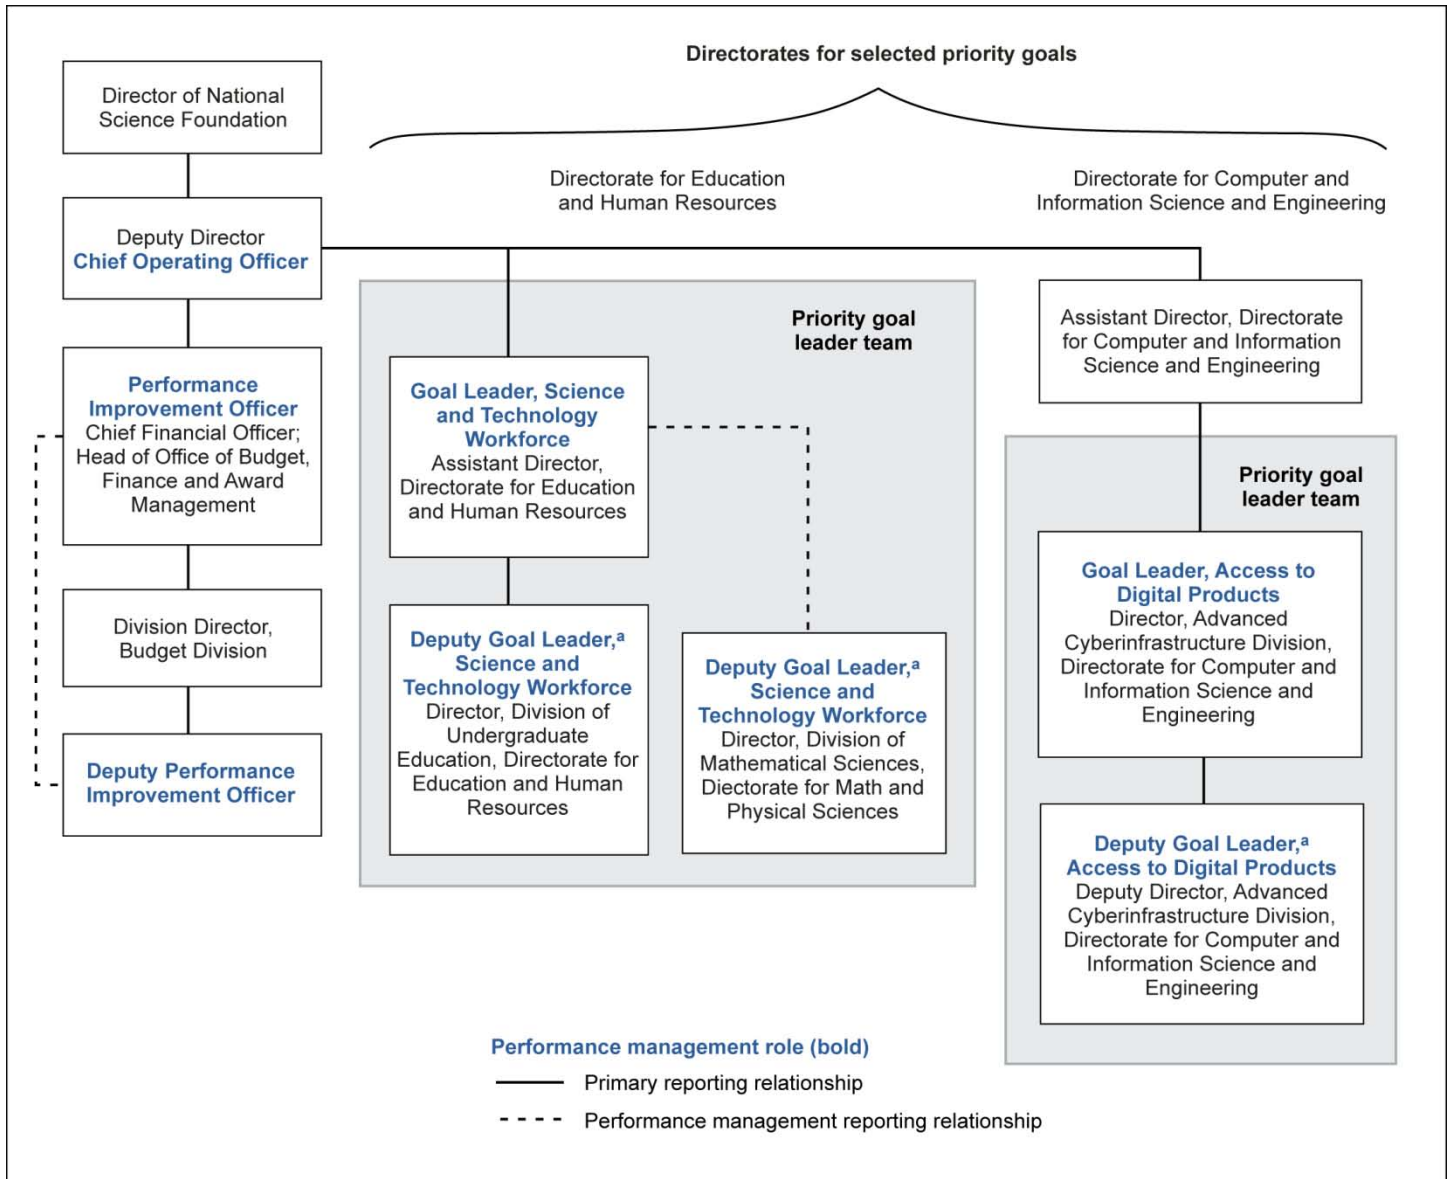 Directorates for selected priority goals
Director of National
Science Foundation
Directorate for Education
and Human Resources
Directorate for Computer and
Information Science and Engineering
Deputy Director
Chief Operating Officer
Performance
Improvement Officer
Chief Financial Officer;
Head of Office of Budget,
Finance and Award
Management
Division Director,
Budget Division
Deputy Performance
Improvement Officer
Priority goal
leader team
Goal Leader, Science
and Technology
Workforce
Assistant Director,
Directorate for Education
and Human Resources
Deputy Goal Leader,a
Science and
Technology Workforce
Director, Division of
Undergraduate
Education, Directorate for
Education and Human
Resources
Deputy Goal Leader,a
Science and
Technology Workforce
Director, Division of
Mathematical Sciences,
Diectorate for Math and
Physical Sciences
Assistant Director, Directorate
for Computer and Information
Science and Engineering
Priority goal
leader team
Goal Leader, Access to
Digital Products
Director, Advanced
Cyberinfrastructure Division,
Directorate for Computer and
Information Science and
Engineering
Deputy Goal Leader,a
Access to Digital Products
Deputy Director, Advanced
Cyberinfrastructure Division,
Directorate for Computer and
Information Science and
Engineering
Performance management role (bold)
Primary reporting relationship
Performance management reporting relationship